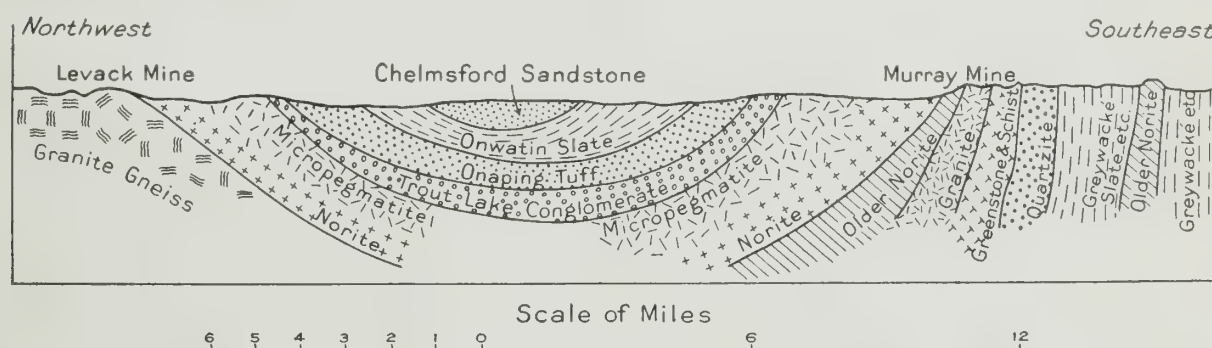 Northwest
Southeast
Levack Mine
Chelmsford Sandstone
Murray Mine
Granite Gneiss
Norite
Micropegmatite
Onwatin Slate
Onaping Tuff
Trout Lake Conglomerate
Micropegmatite
Norite
Older Norite
Granite
Greenstone & Schist
Quartzite
Greywacke
Slate etc.
Older Norite
Greywacke etc
Scale of Miles
6 5 4 3 2 1 0 6 12